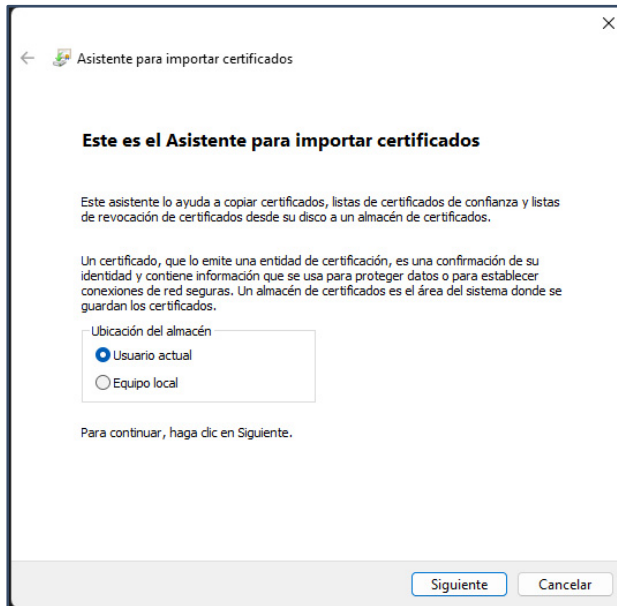 Asistente para importar certificados
Este es el Asistente para importar certificados
Este asistente lo ayuda a copiar certificados, listas de certificados de confianza y listas
de revocación de certificados desde su disco a un almacén de certificados.
Un certificado, que lo emite una entidad de certificación, es una confirmación de su
identidad y contiene información que se usa para proteger datos o para establecer
conexiones de red seguras. Un almacén de certificados es el área del sistema donde se
guardan los certificados.
Ubicación del almacén
Usuario actual
Equipo local
Para continuar, haga clic en Siguiente.
Siguiente
Cancelar